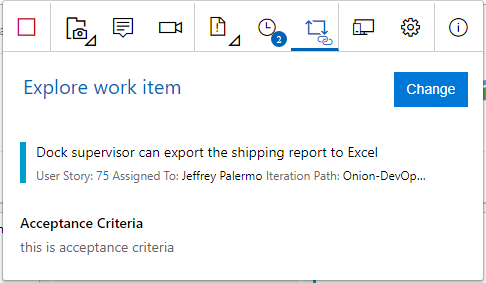 2
Explore work item
Change
Dock supervisor can export the shipping report to Excel
User Story: 75 Assigned To: Jeffrey Palermo Iteration Path: Onion-DevOp...
Acceptance Criteria
this is acceptance criteria